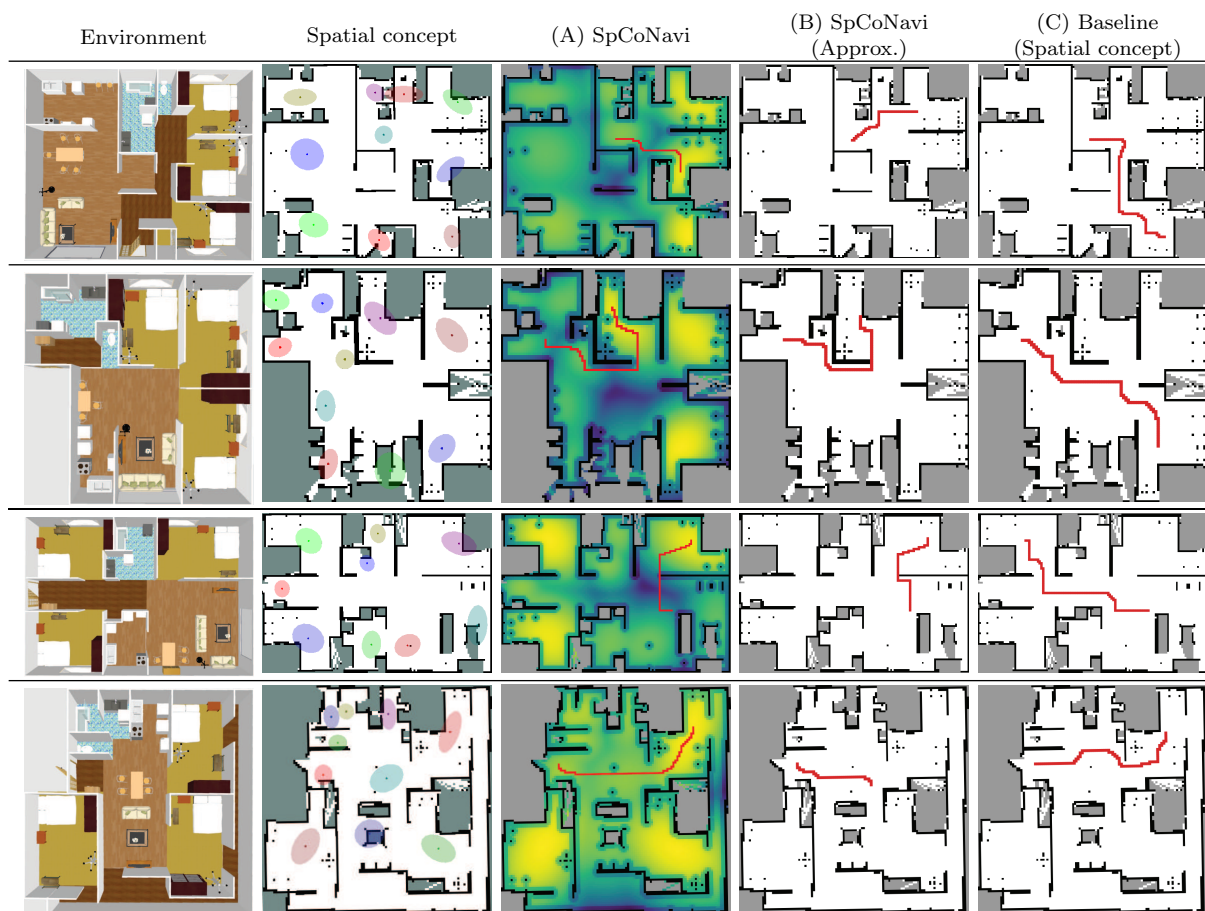 Environment
Spatial concept
(A) SpCoNavi
(B) SpCoNavi
(Approx.)
(C) Baseline
(Spatial concept)